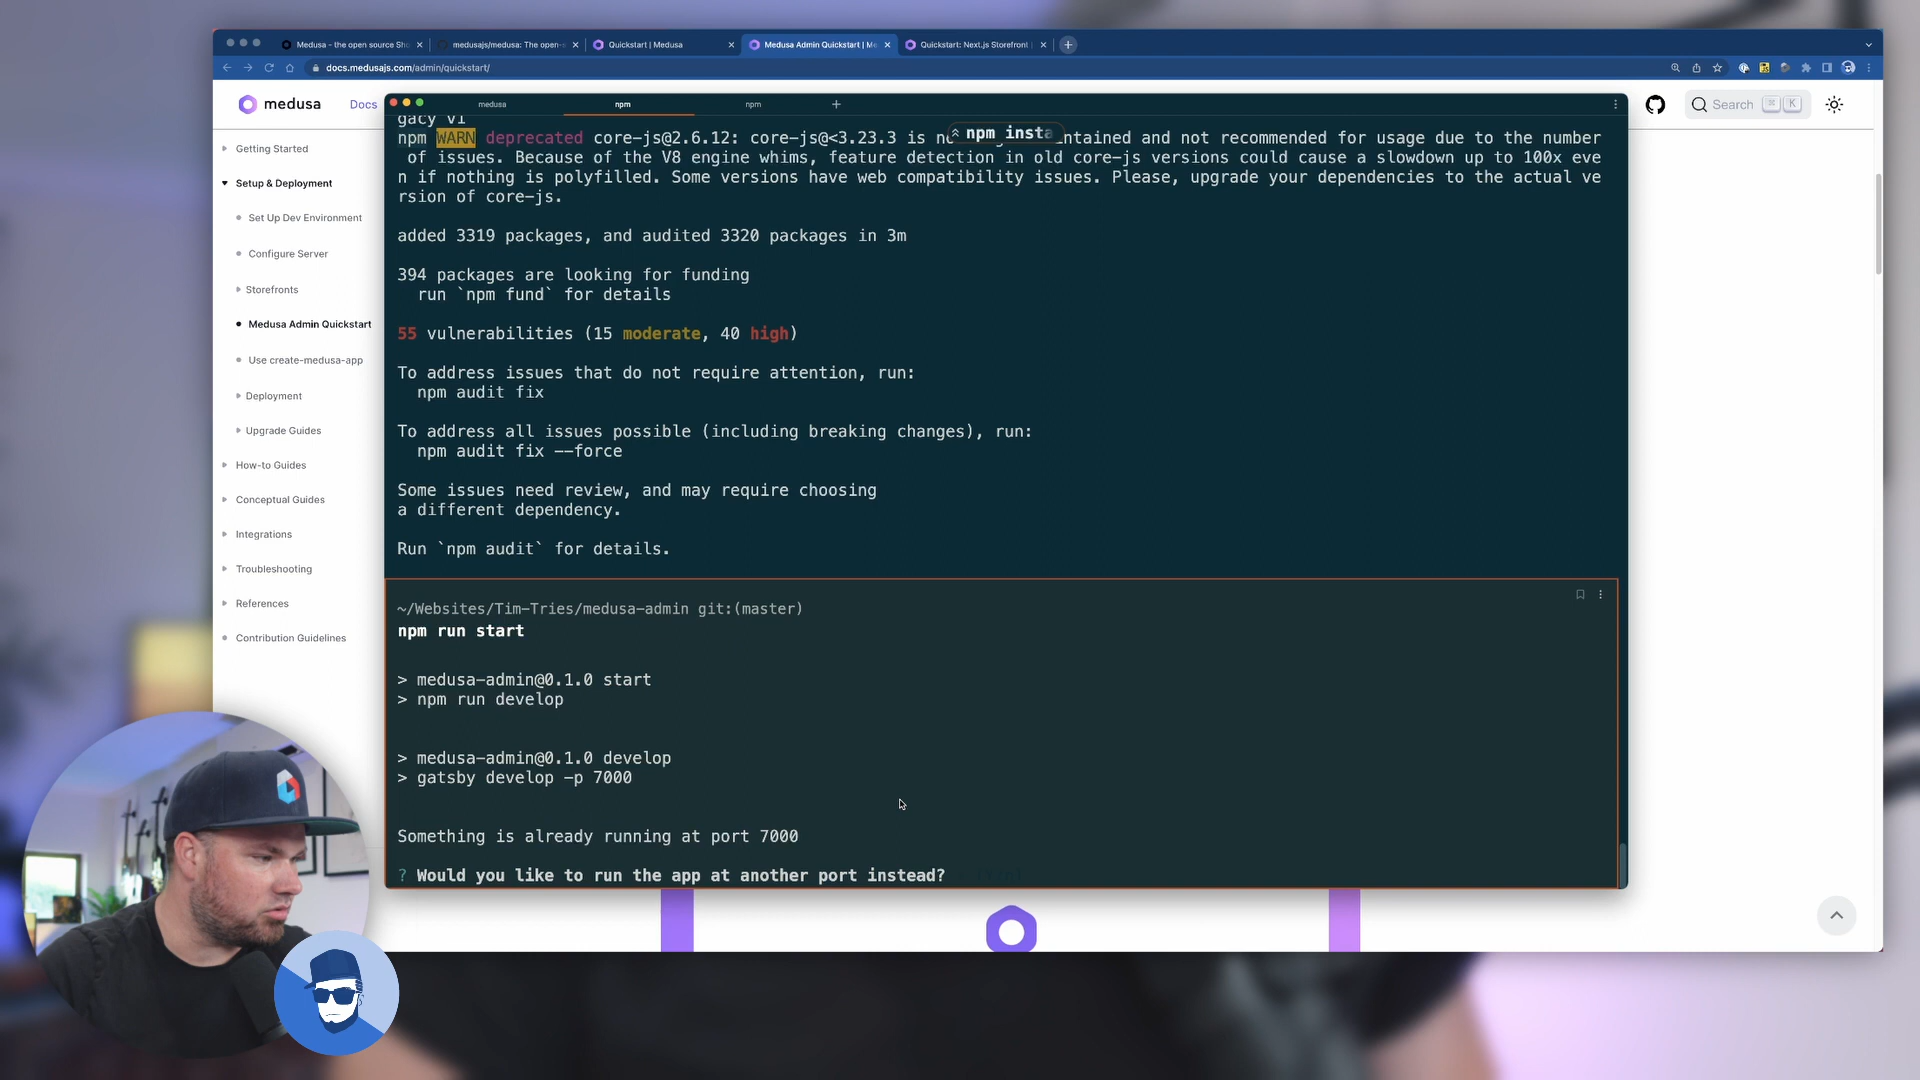 Medusa - the open source Sh
medusajs/medusa: The open-
Quickstart | Medusa
Medusa Admin Quickstart | M
Quickstart: Next.js Storefront
docs.medusajs.com/admin/quickstart/
medusa
Docs
Search
K
Getting Started
Setup & Deployment
Set Up Dev Environment
Configure Server
Storefronts
Medusa Admin Quickstart
Use create-medusa-app
Deployment
Upgrade Guides
How-to Guides
Conceptual Guides
Integrations
Troubleshooting
References
Contribution Guidelines
medusa
npm
npm
gacy v1
npm insta
npm WARN deprecated core-js@2.6.12: core-js@<3.23.3 is no ntained and not recommended for usage due to the number
of issues. Because of the V8 engine whims, feature detection in old core-js versions could cause a slowdown up to 100x eve
n if nothing is polyfilled. Some versions have web compatibility issues. Please, upgrade your dependencies to the actual ve
rsion of core-js.
added 3319 packages, and audited 3320 packages in 3m
394 packages are looking for funding
run `npm fund` for details
55 vulnerabilities (15 moderate, 40 high)
To address issues that do not require attention, run:
npm audit fix
To address all issues possible (including breaking changes), run:
npm audit fix --force
Some issues need review, and may require choosing
a different dependency.
Run `npm audit` for details.
~/Websites/Tim-Tries/medusa-admin git:(master)
npm run start
> medusa-admin@0.1.0 start
> npm run develop
> medusa-admin@0.1.0 develop
> gatsby develop -p 7000
Something is already running at port 7000
? Would you like to run the app at another port instead?